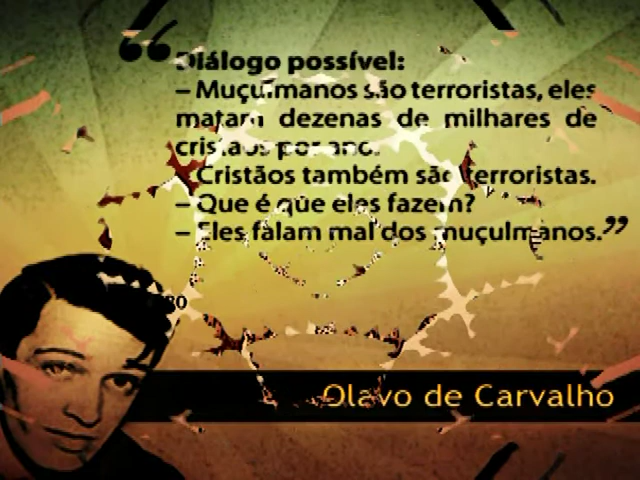 “Diálogo possível:
– Muçulmanos são terroristas, eles
matam dezenas de milhares de
cristãos por ano.
– Cristãos também são terroristas.
– Que é que eles fazem?
– Eles falam mal dos muçulmanos.”
Olavo de Carvalho